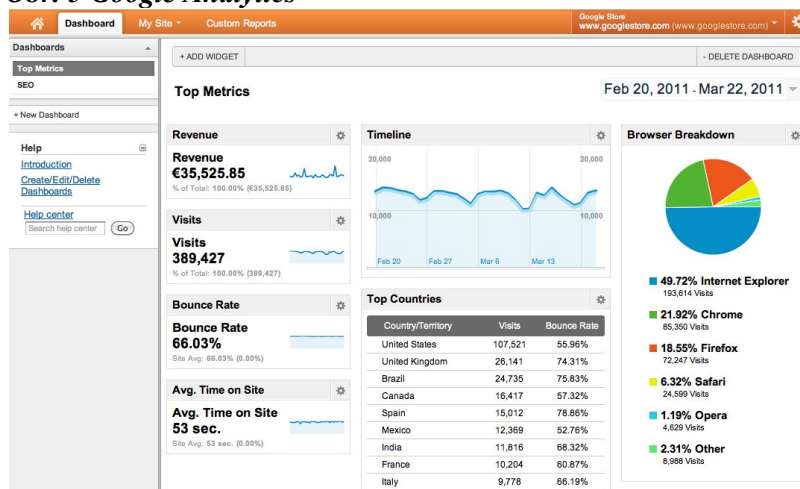 Dashboard My Site Custom Reports
Google Store
www.googlestore.com (www.googlestore.com)
Dashboards
Top Metrics
SEO
+ New Dashboard
Help
Introduction
Create/Edit/Delete
Dashboards
Help center
Search help center Go
+ ADD WIDGET - DELETE DASHBOARD
Top Metrics
Feb 20, 2011 - Mar 22, 2011
Revenue
Revenue
€35,525.85
% of Total: 100.00% (€35,525.85)
Visits
Visits
389,427
% of Total: 100.00% (389,427)
Bounce Rate
Bounce Rate
66.03%
Site Avg: 66.03% (0.00%)
Avg. Time on Site
Avg. Time on Site
53 sec.
Site Avg: 53 sec. (0.00%)
Timeline
20,000 20,000
10,000 10,000
Feb 20 Feb 27 Mar 6 Mar 13
Top Countries
Country/Territory Visits Bounce Rate
United States 107,521 55.96%
United Kingdom 26,141 74.31%
Brazil 24,735 75.83%
Canada 16,417 57.32%
Spain 15,012 78.86%
Mexico 12,369 52.76%
India 11,816 68.32%
France 10,204 60.87%
Italy 9,778 66.19%
Browser Breakdown
49.72% Internet Explorer
193,614 Visits
21.92% Chrome
85,350 Visits
18.55% Firefox
72,247 Visits
6.32% Safari
24,599 Visits
1.19% Opera
4,629 Visits
2.31% Other
8,988 Visits